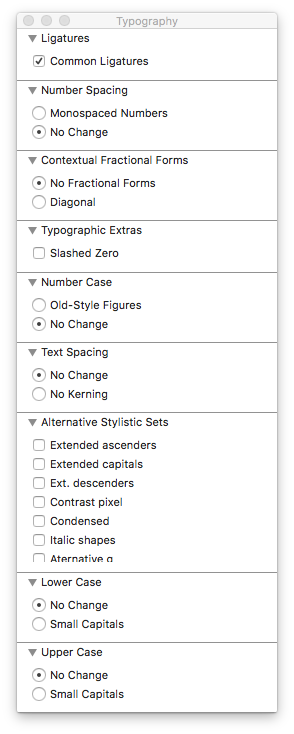 Typography
Ligatures
Common Ligatures
Number Spacing
Monospaced Numbers
No Change
Contextual Fractional Forms
No Fractional Forms
Diagonal
Typographic Extras
Slashed Zero
Number Case
Old-Style Figures
No Change
Text Spacing
No Change
No Kerning
Alternative Stylistic Sets
Extended ascenders
Extended capitals
Ext. descenders
Contrast pixel
Condensed
Italic shapes
Aternative g
Lower Case
No Change
Small Capitals
Upper Case
No Change
Small Capitals